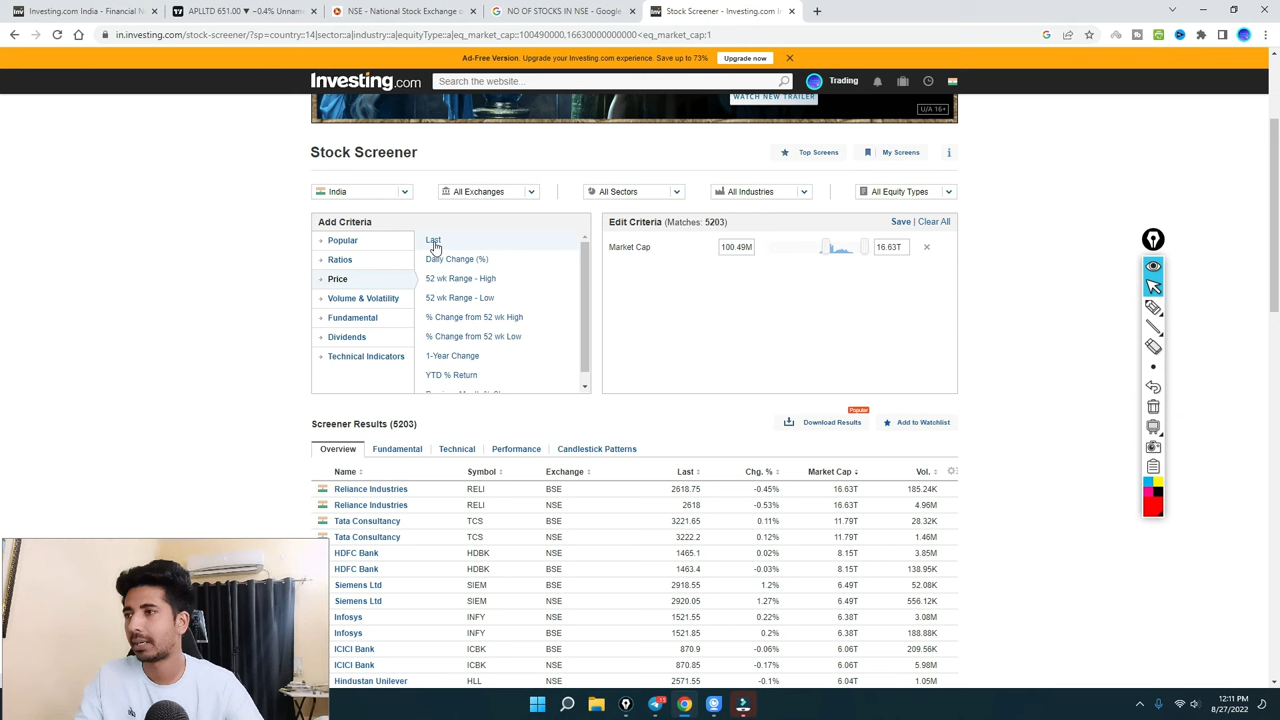 Investing.com India - Financial N
APLLTD 651.00 ▼ −0.4% Unnam
NSE - National Stock Exchange o
NO OF STOCKS IN NSE - Google
Stock Screener - Investing.com In
in.investing.com/stock-screener/?sp=country::14|sector::a|industry::a|equityType::a|eq_market_cap::100490000,16630000000000<eq_market_cap;1
Ad-Free Version. Upgrade your Investing.com experience. Save up to 73%
Upgrade now
Investing.com
Search the website...
Trading
WATCH NEW TRAILER
U/A 16+
Stock Screener
Top Screens
My Screens
India
All Exchanges
All Sectors
All Industries
All Equity Types
Add Criteria
Edit Criteria (Matches: 5203)
Save | Clear All
Popular
Ratios
Price
Volume & Volatility
Fundamental
Dividends
Technical Indicators
Last
Daily Change (%)
52 wk Range - High
52 wk Range - Low
% Change from 52 wk High
% Change from 52 wk Low
1-Year Change
YTD % Return
Market Cap 100.49M 16.63T
Screener Results (5203)
Popular
Download Results
Add to Watchlist
Overview Fundamental Technical Performance Candlestick Patterns
Name Symbol Exchange Last Chg. % Market Cap Vol.
Reliance Industries RELI BSE 2618.75 -0.45% 16.63T 185.24K
Reliance Industries RELI NSE 2618 -0.53% 16.63T 4.96M
Tata Consultancy TCS BSE 3221.65 0.11% 11.79T 28.32K
Tata Consultancy TCS NSE 3222.2 0.12% 11.79T 1.46M
HDFC Bank HDBK NSE 1465.1 0.02% 8.15T 3.85M
HDFC Bank HDBK BSE 1463.4 -0.03% 8.15T 138.95K
Siemens Ltd SIEM BSE 2918.55 1.2% 6.49T 52.08K
Siemens Ltd SIEM NSE 2920.05 1.27% 6.49T 556.12K
Infosys INFY NSE 1521.55 0.22% 6.38T 3.08M
Infosys INFY BSE 1521.85 0.2% 6.38T 188.88K
ICICI Bank ICBK BSE 870.9 -0.06% 6.06T 209.56K
ICICI Bank ICBK NSE 870.85 -0.17% 6.06T 5.98M
Hindustan Unilever HLL NSE 2571.55 -0.1% 6.04T 1.05M
12:11 PM
8/27/2022